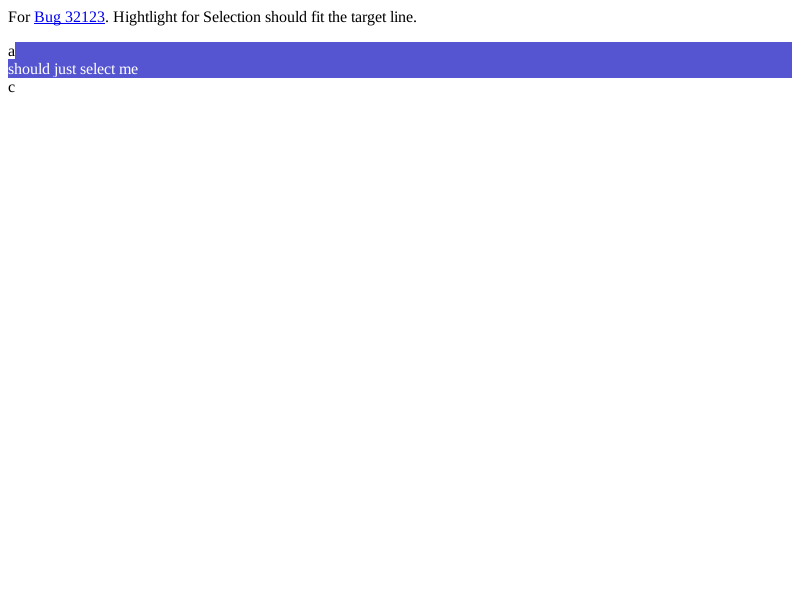 For Bug 32123. Hightlight for Selection should fit the target line.
a
should just select me
c